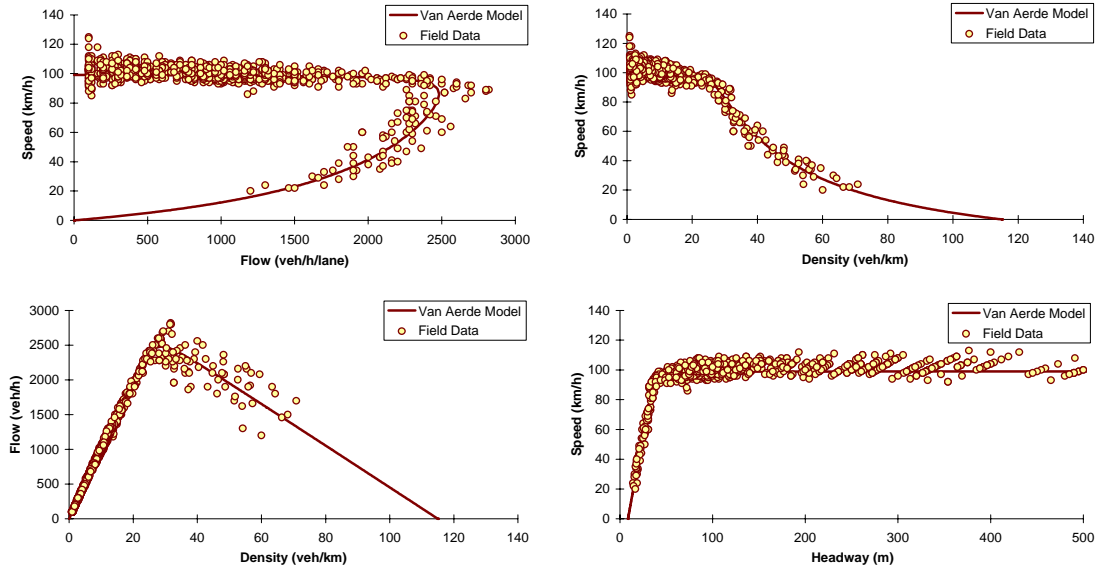 Van Aerde Model
Field Data
140
120
100
80
60
40
20
0
Speed (km/h)
0 500 1000 1500 2000 2500 3000
Flow (veh/h/lane)
Van Aerde Model
Field Data
140
120
100
80
60
40
20
0
Speed (km/h)
0 20 40 60 80 100 120 140
Density (veh/km)
Van Aerde Model
Field Data
3000
2500
2000
1500
1000
500
0
Flow (veh/h)
0 20 40 60 80 100 120 140
Density (veh/km)
Van Aerde Model
Field Data
140
120
100
80
60
40
20
0
Speed (km/h)
0 100 200 300 400 500
Headway (m)